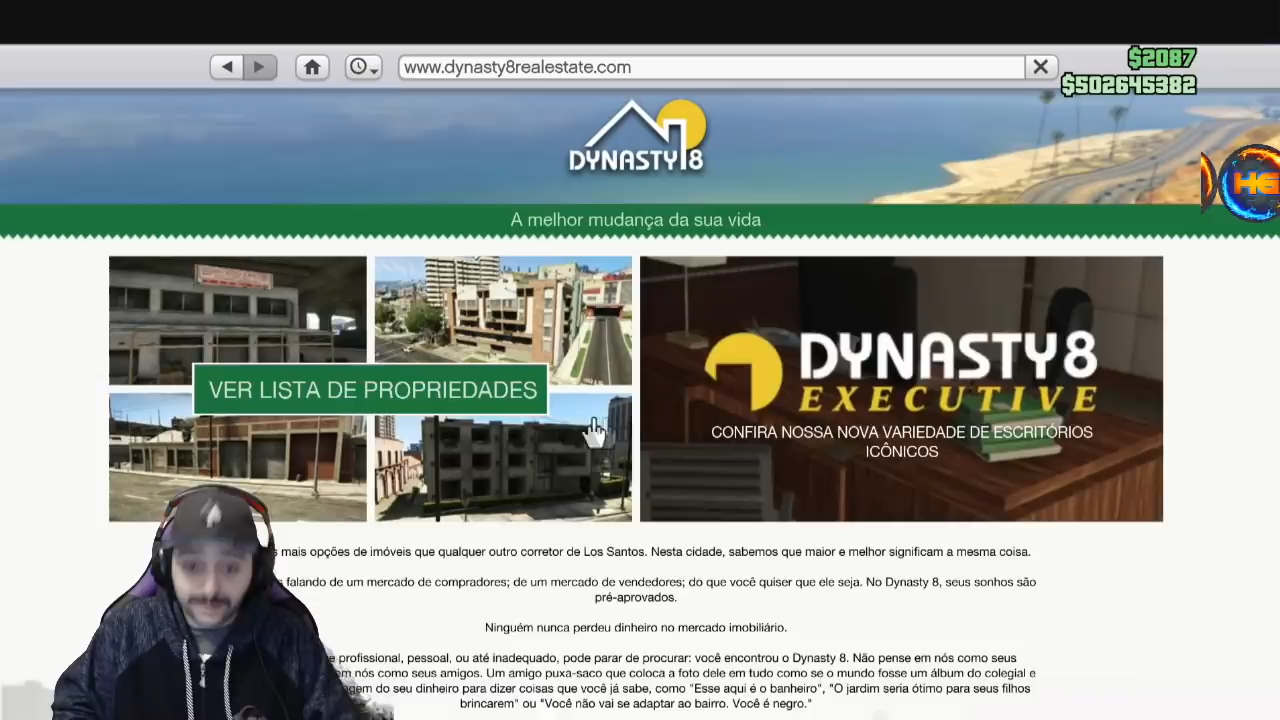 www.dynasty8realestate.com
$2087
$502645382
DYNASTY 8
HG
A melhor mudança da sua vida
VER LISTA DE PROPRIEDADES
DYNASTY 8
EXECUTIVE
CONFIRA NOSSA NOVA VARIEDADE DE ESCRITÓRIOS
ICÔNICOS
mais opções de imóveis que qualquer outro corretor de Los Santos. Nesta cidade, sabemos que maior e melhor significam a mesma coisa.
falando de um mercado de compradores; de um mercado de vendedores; do que você quiser que ele seja. No Dynasty 8, seus sonhos são
pré-aprovados.
Ninguém nunca perdeu dinheiro no mercado imobiliário.
e profissional, pessoal, ou até inadequado, pode parar de procurar: você encontrou o Dynasty 8. Não pense em nós como seus
em nós como seus amigos. Um amigo puxa-saco que coloca a foto dele em tudo como se o mundo fosse um álbum do colegial e
do seu dinheiro para dizer coisas que você já sabe, como "Esse aqui é o banheiro", "O jardim seria ótimo para seus filhos
brincarem" ou "Você não vai se adaptar ao bairro. Você é negro."